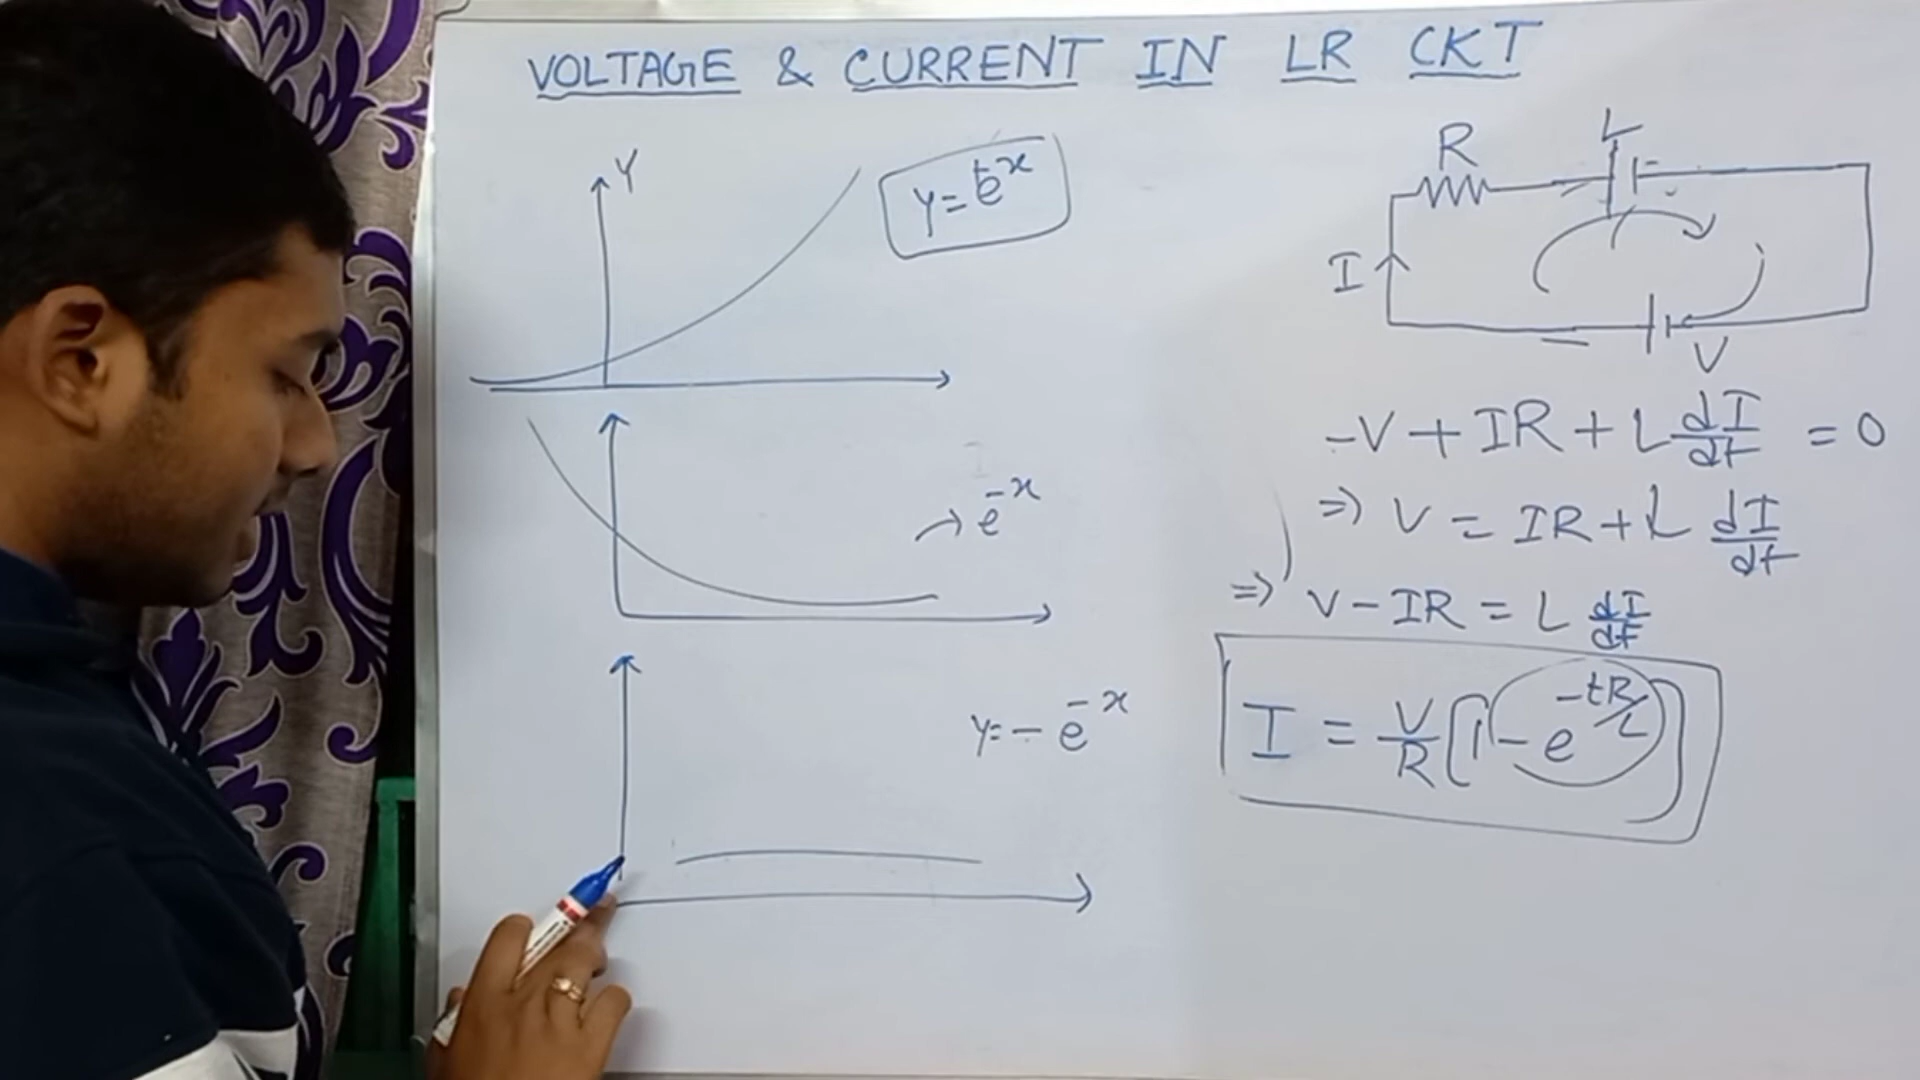 VOLTAGE & CURRENT IN LR CKT
Y
y = e^x
e^-x
y = - e^-x
R
L
I
V
-V + IR + L dI/dt = 0
⇒ V = IR + L dI/dt
⇒ V - IR = L dI/dt
I = V/R [1 - e^-tR/L]